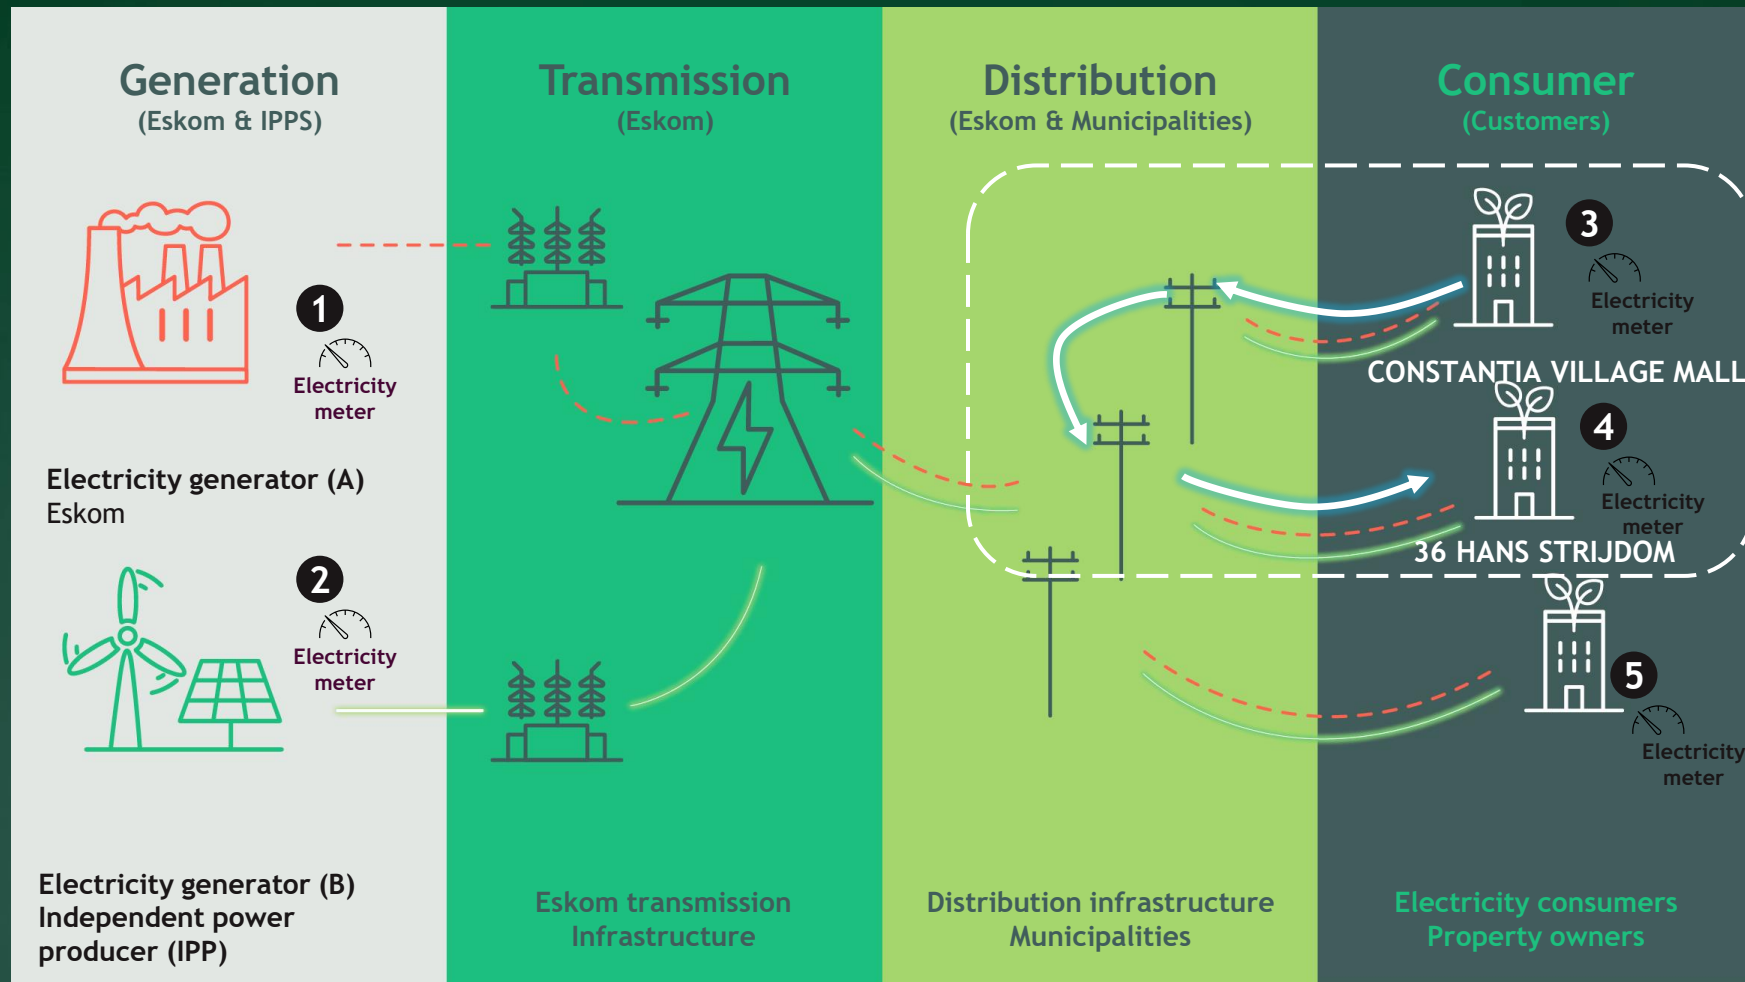 Generation
(Eskom & IPPS)
Transmission
(Eskom)
Distribution
(Eskom & Municipalities)
Consumer
(Customers)
1
Electricity
meter
Electricity generator (A)
Eskom
2
Electricity
meter
Electricity generator (B)
Independent power
producer (IPP)
Eskom transmission
Infrastructure
Distribution infrastructure
Municipalities
3
Electricity
meter
CONSTANTIA VILLAGE MALL
4
Electricity
meter
36 HANS STRIJDOM
5
Electricity
meter
Electricity consumers
Property owners